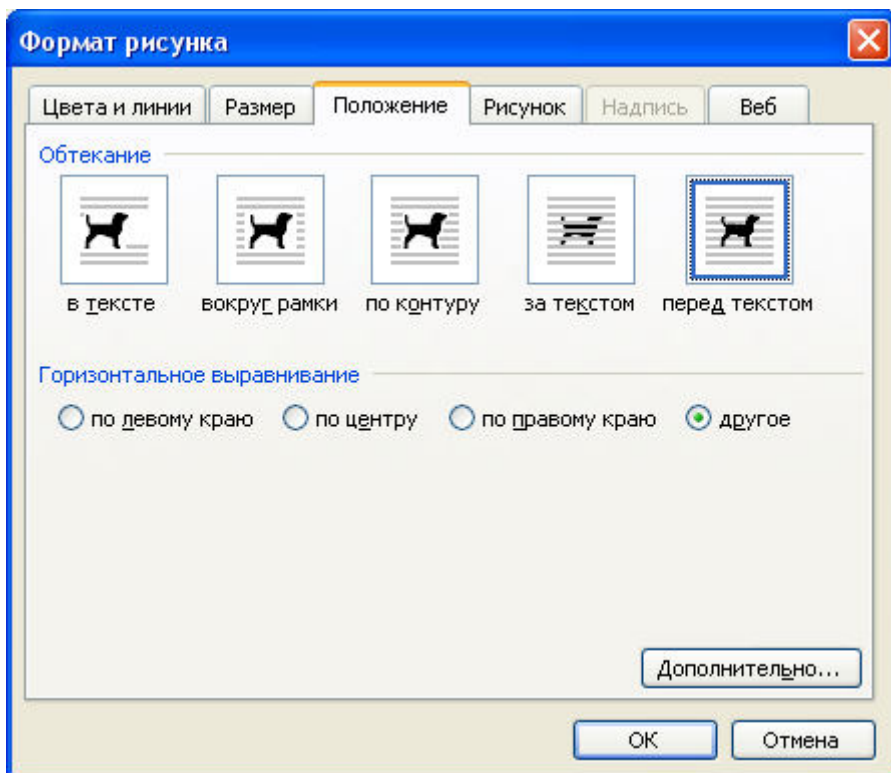 Формат рисунка
Цвета и линии Размер Положение Рисунок Надпись Веб
Обтекание
в тексте вокруг рамки по контуру за текстом перед текстом
Горизонтальное выравнивание
по левому краю по центру по правому краю другое
Дополнительно...
ОК Отмена